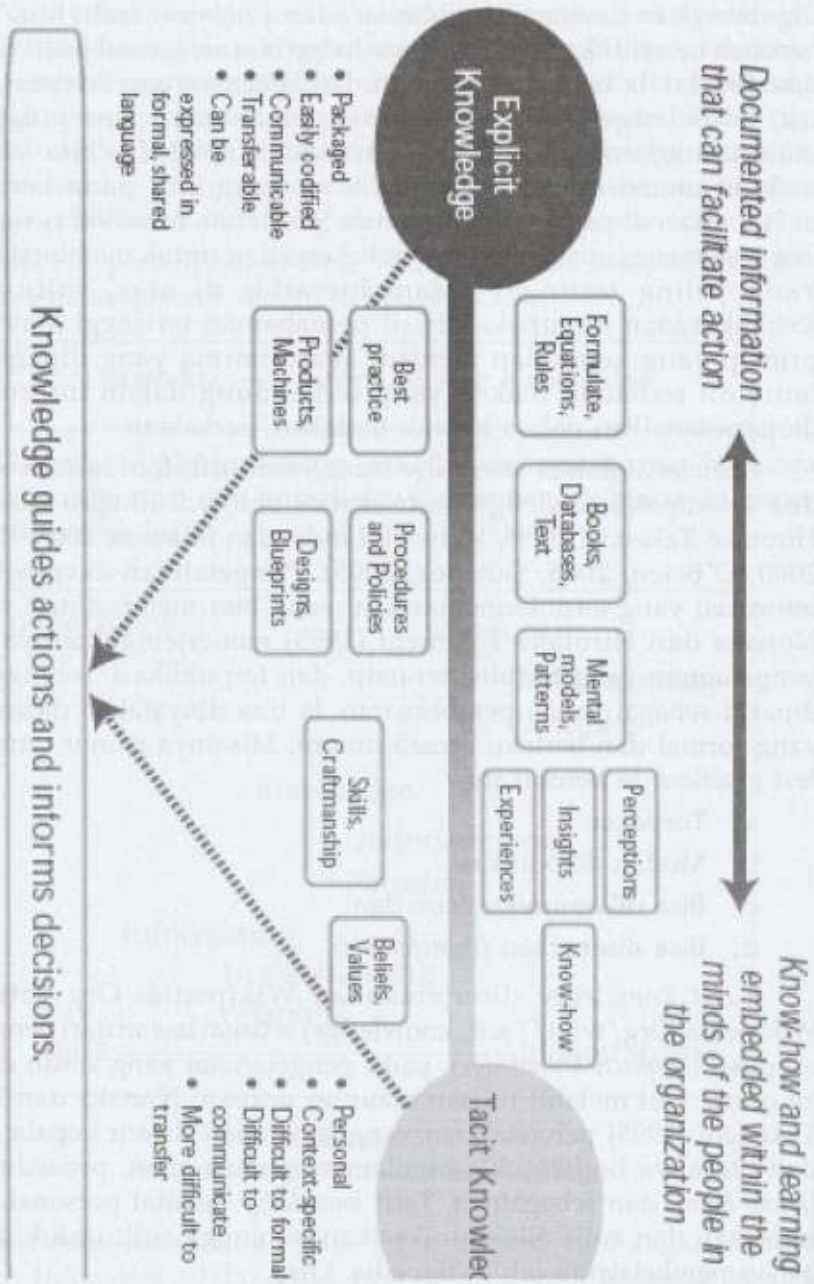 Documented information
that can facilitate action
Know-how and learning
embedded within the
minds of the people in
the organization
Explicit
Knowledge
Formulate,
Equations,
Rules
Books,
Databases,
Text
Mental
models,
Patterns
Perceptions
Insights
Experiences
Know-how
Tacit Knowled
Best
practice
Products,
Machines
Procedures
and Policies
Designs,
Blueprints
Skills,
Craftmanship
Beliefs,
Values
• Packaged
• Easily codified
• Communicable
• Transferable
• Can be
expressed in
formal, shared
language
• Personal
• Context-specific
• Difficult to formal
• Difficult to
communicate
• More difficult to
transfer
Knowledge guides actions and informs decisions.